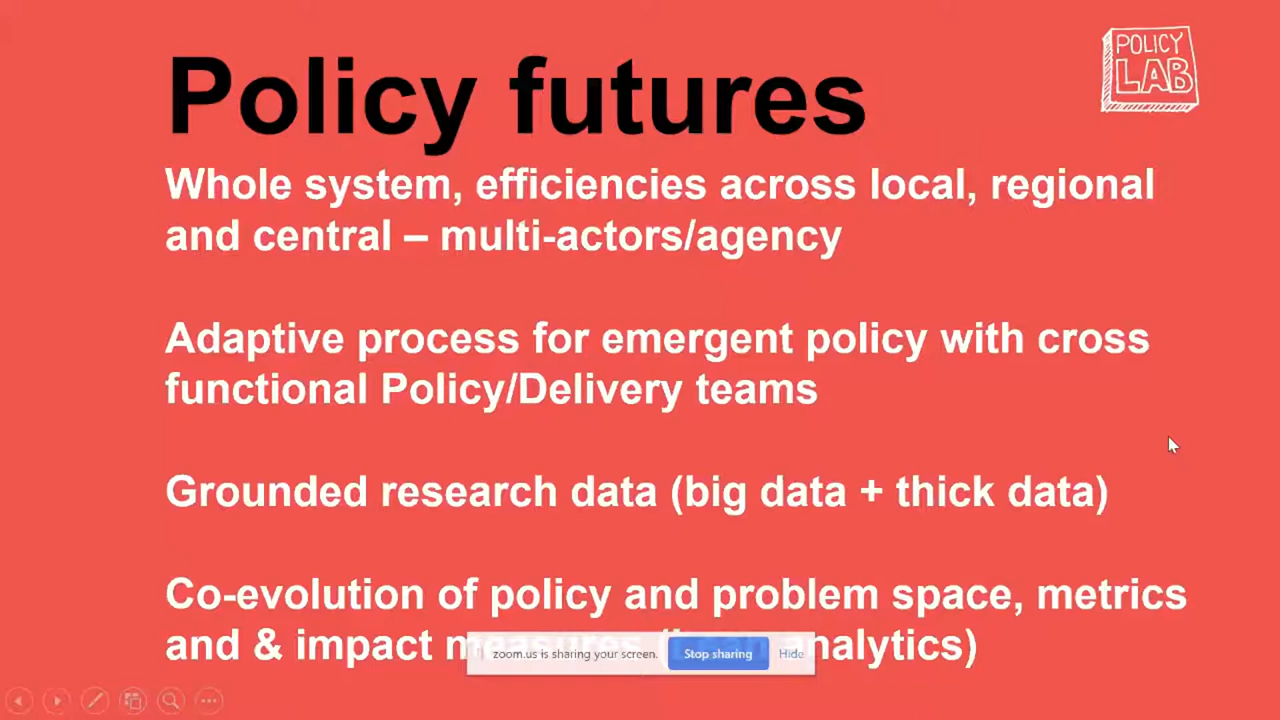 Policy futures
POLICY
LAB
Whole system, efficiencies across local, regional
and central – multi-actors/agency
Adaptive process for emergent policy with cross
functional Policy/Delivery teams
Grounded research data (big data + thick data)
Co-evolution of policy and problem space, metrics
and & impact measures analytics)
zoom.us is sharing your screen.
Stop sharing
Hide